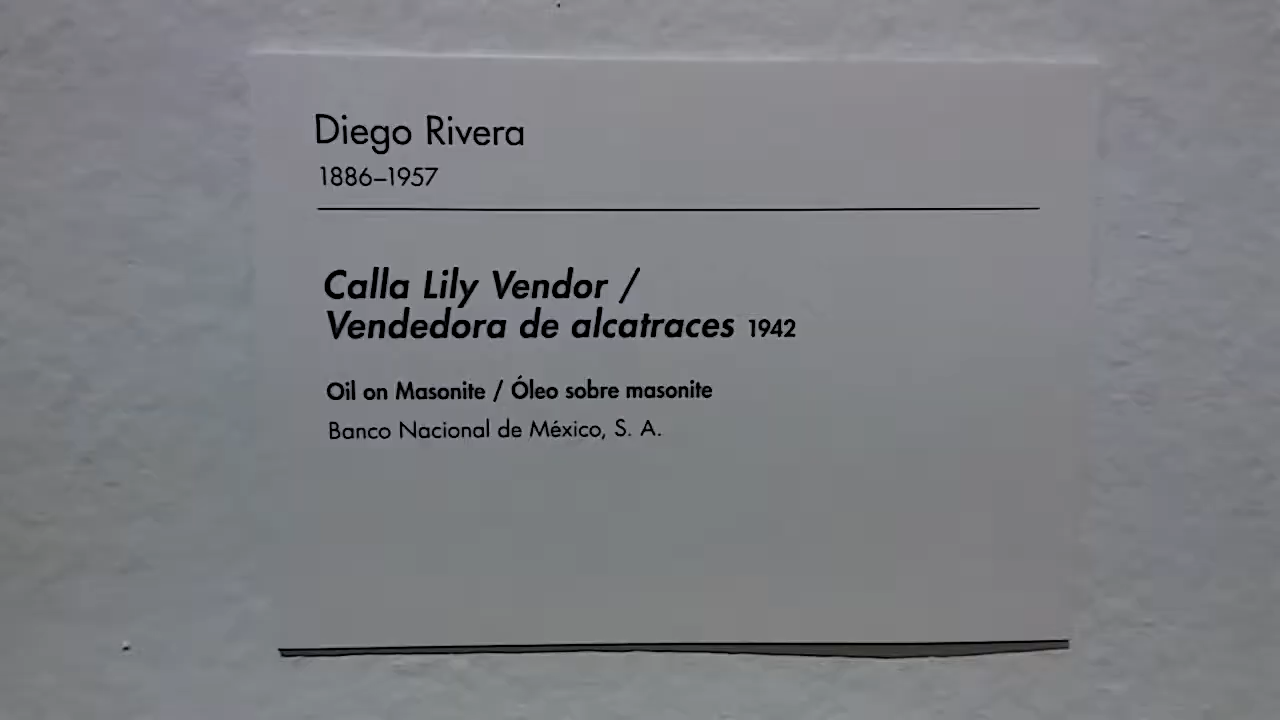 Diego Rivera
1886–1957
Calla Lily Vendor /
Vendedora de alcatraces 1942
Oil on Masonite / Óleo sobre masonite
Banco Nacional de México, S. A.